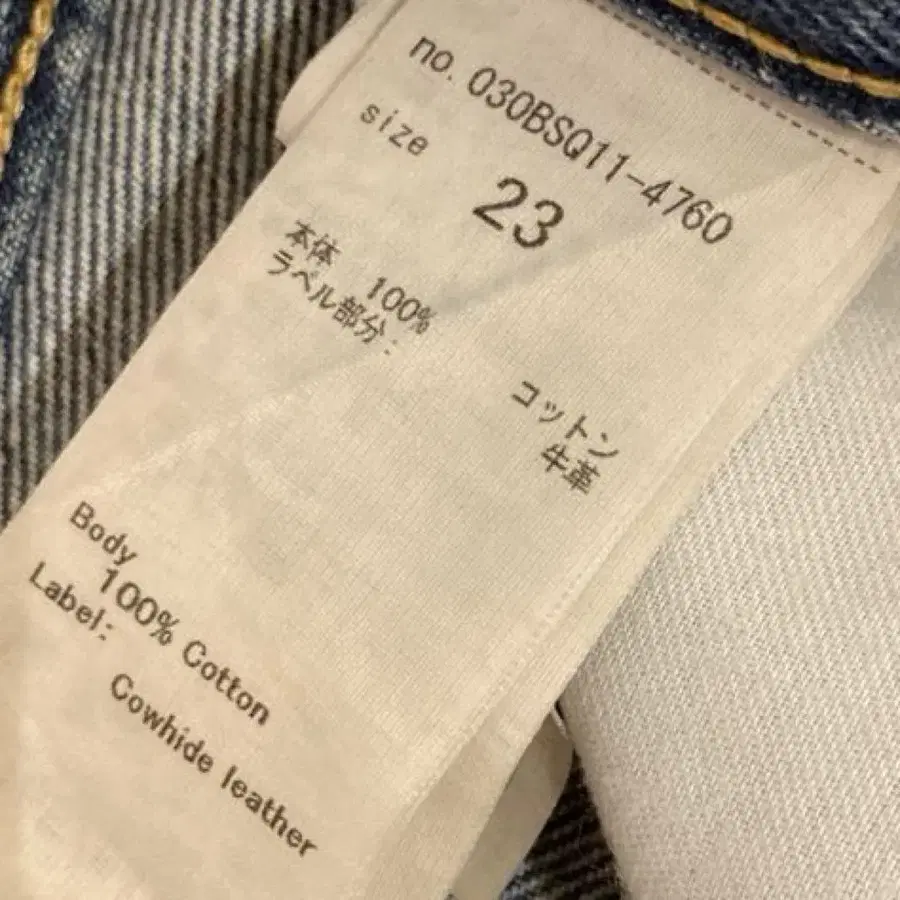 no. 030BSQ11-4760
size
23
本体 100% コットン
ラベル部分: 牛革
Body
100% Cotton
Label:
Cowhide leather